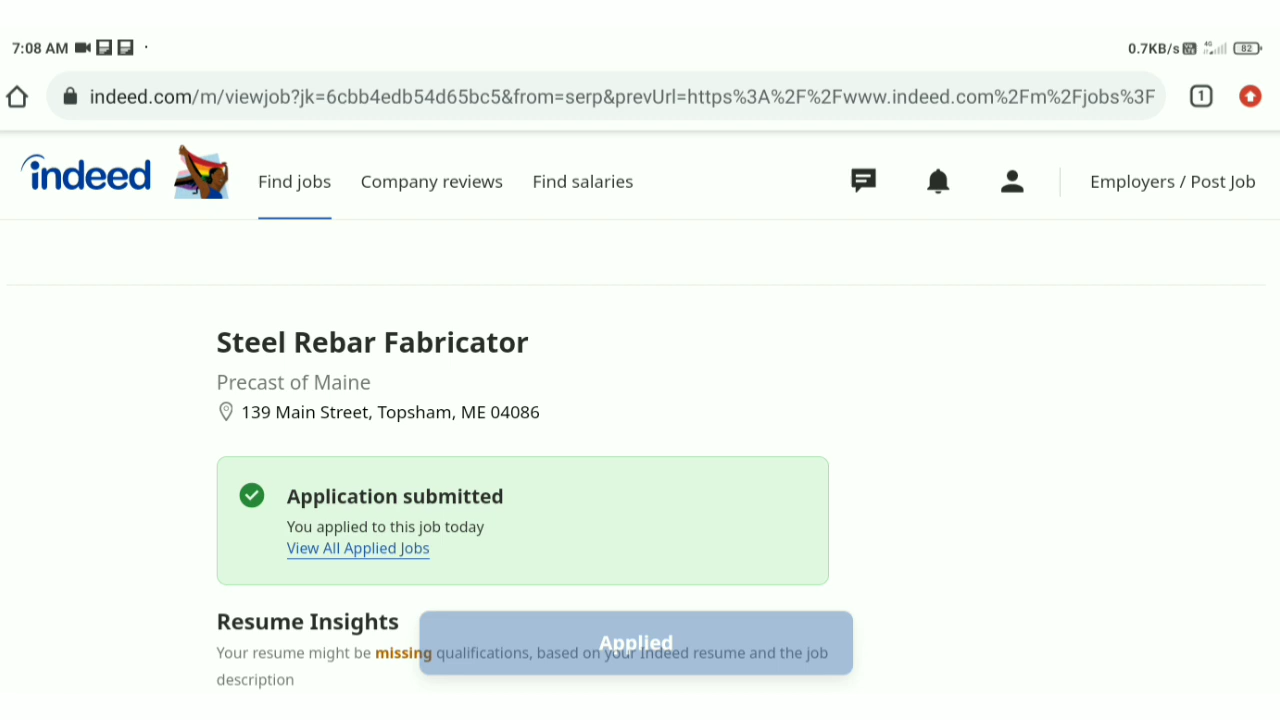 7:08 AM
0.7KB/s 4G 82
indeed.com/m/viewjob?jk=6cbb4edb54d65bc5&from=serp&prevUrl=https%3A%2F%2Fwww.indeed.com%2Fm%2Fjobs%3F
1
indeed
Find jobs
Company reviews
Find salaries
Employers / Post Job
Steel Rebar Fabricator
Precast of Maine
139 Main Street, Topsham, ME 04086
Application submitted
You applied to this job today
View All Applied Jobs
Resume Insights
Applied
Your resume might be missing qualifications, based on your Indeed resume and the job
description